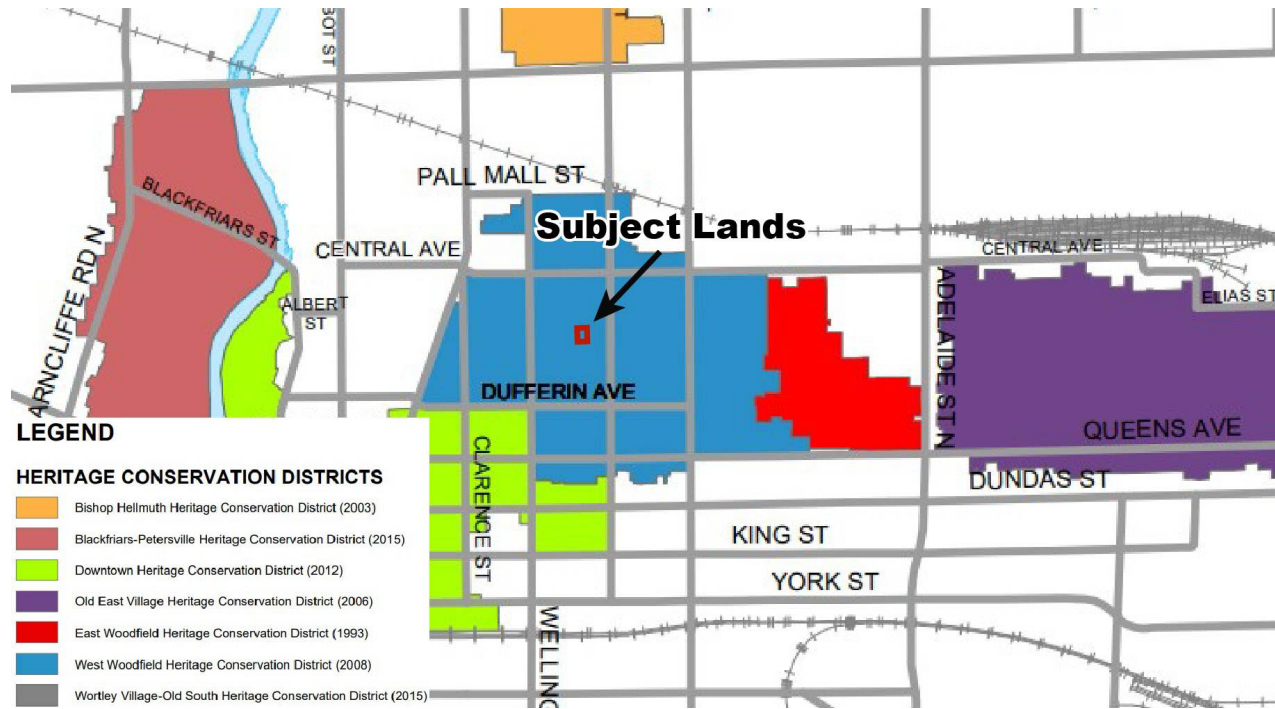 BOT ST
PALL MALL ST
BLACKFRIARS ST
Subject Lands
CENTRAL AVE
CENTRAL AVE
ALBERT
ST
ELIAS ST
ARNCLIFFE RD N
ADELAIDE ST N
DUFFERIN AVE
QUEENS AVE
CLARENCE ST
DUNDAS ST
KING ST
YORK ST
WELLING
LEGEND
HERITAGE CONSERVATION DISTRICTS
Bishop Hellmuth Heritage Conservation District (2003)
Blackfriars-Petersville Heritage Conservation District (2015)
Downtown Heritage Conservation District (2012)
Old East Village Heritage Conservation District (2006)
East Woodfield Heritage Conservation District (1993)
West Woodfield Heritage Conservation District (2008)
Wortley Village-Old South Heritage Conservation District (2015)